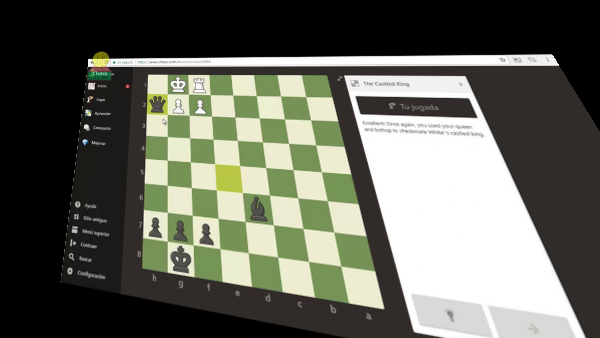 Chess
Inicio
Jugar
Aprender
Compartir
Mejorar
Ayuda
Sitio antiguo
Menú superior
Contraer
Buscar
Configuración
1
2
3
4
5
6
7
8
h g f e d c b a
The Castled King
Tu jugada
Excellent! Once again, you used your queen
and bishop to checkmate White's castled king.